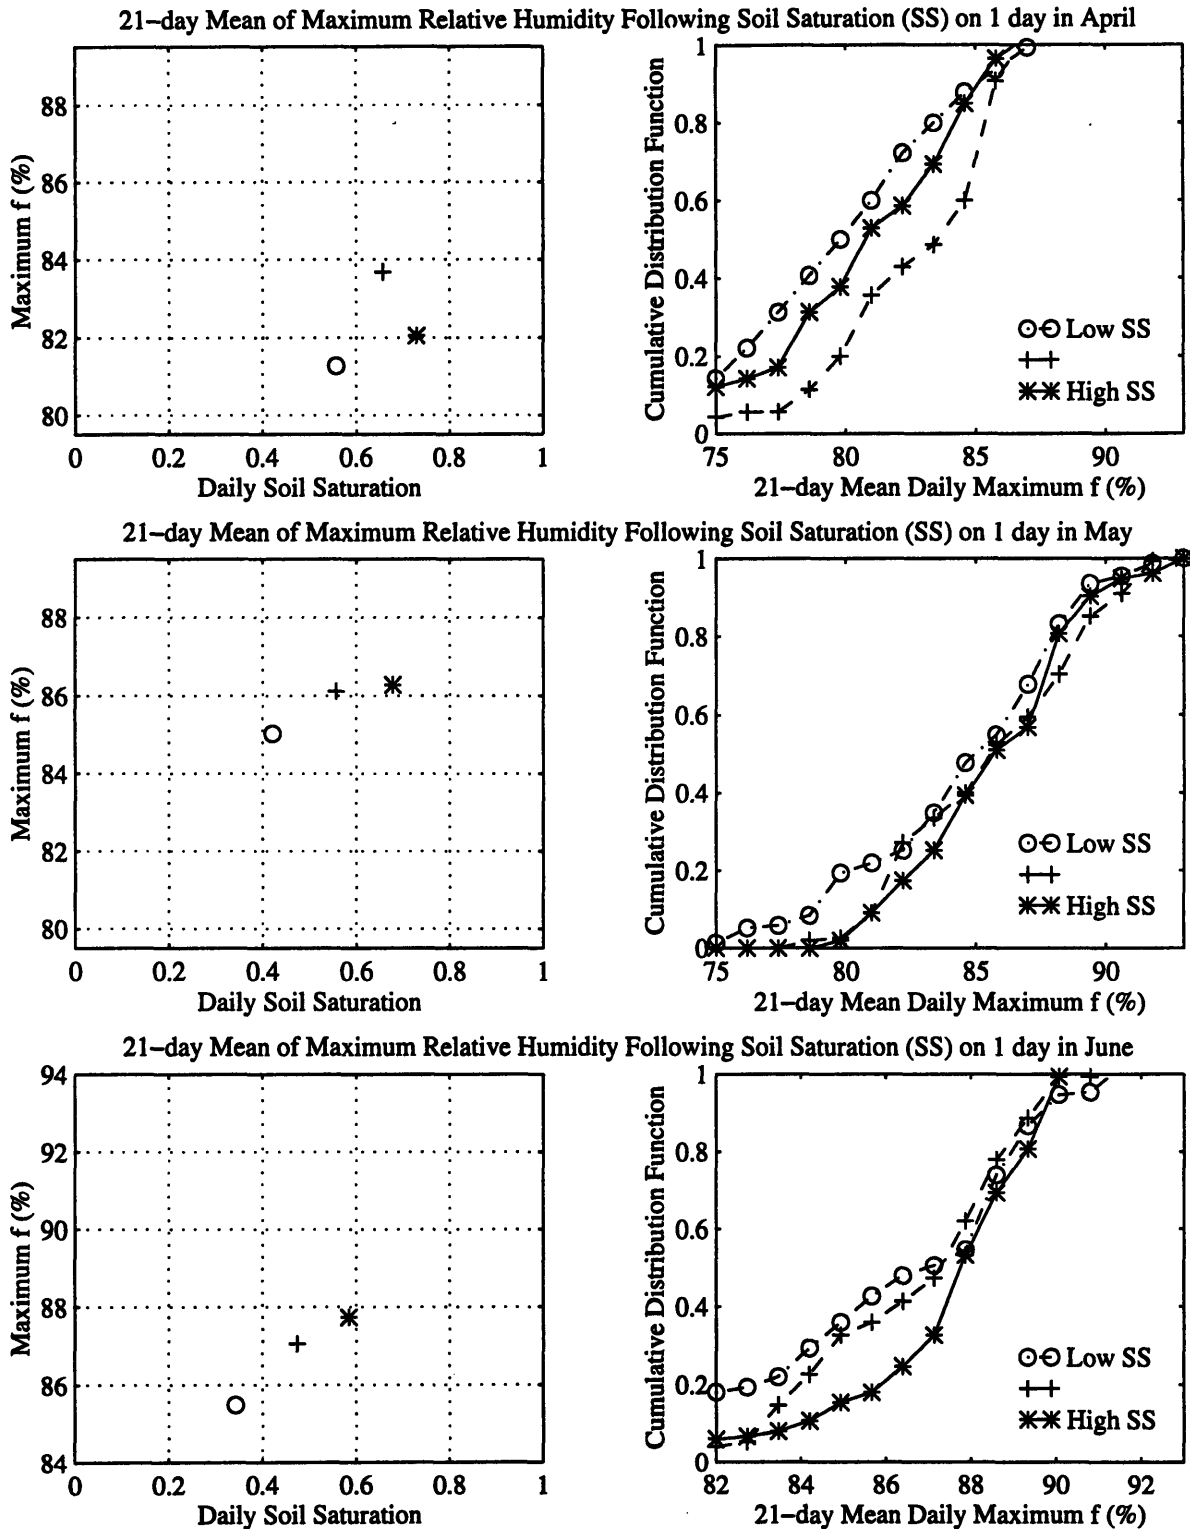 21–day Mean of Maximum Relative Humidity Following Soil Saturation (SS) on 1 day in April
Maximum f (%)
88
86
84
82
80
0 0.2 0.4 0.6 0.8 1
Daily Soil Saturation
Cumulative Distribution Function
1
0.8
0.6
0.4
0.2
0
Low SS
High SS
75 80 85 90
21–day Mean Daily Maximum f (%)
21–day Mean of Maximum Relative Humidity Following Soil Saturation (SS) on 1 day in May
Maximum f (%)
88
86
84
82
80
0 0.2 0.4 0.6 0.8 1
Daily Soil Saturation
Cumulative Distribution Function
1
0.8
0.6
0.4
0.2
0
Low SS
High SS
75 80 85 90
21–day Mean Daily Maximum f (%)
21–day Mean of Maximum Relative Humidity Following Soil Saturation (SS) on 1 day in June
Maximum f (%)
94
92
90
88
86
84
0 0.2 0.4 0.6 0.8 1
Daily Soil Saturation
Cumulative Distribution Function
1
0.8
0.6
0.4
0.2
0
Low SS
High SS
82 84 86 88 90 92
21–day Mean Daily Maximum f (%)